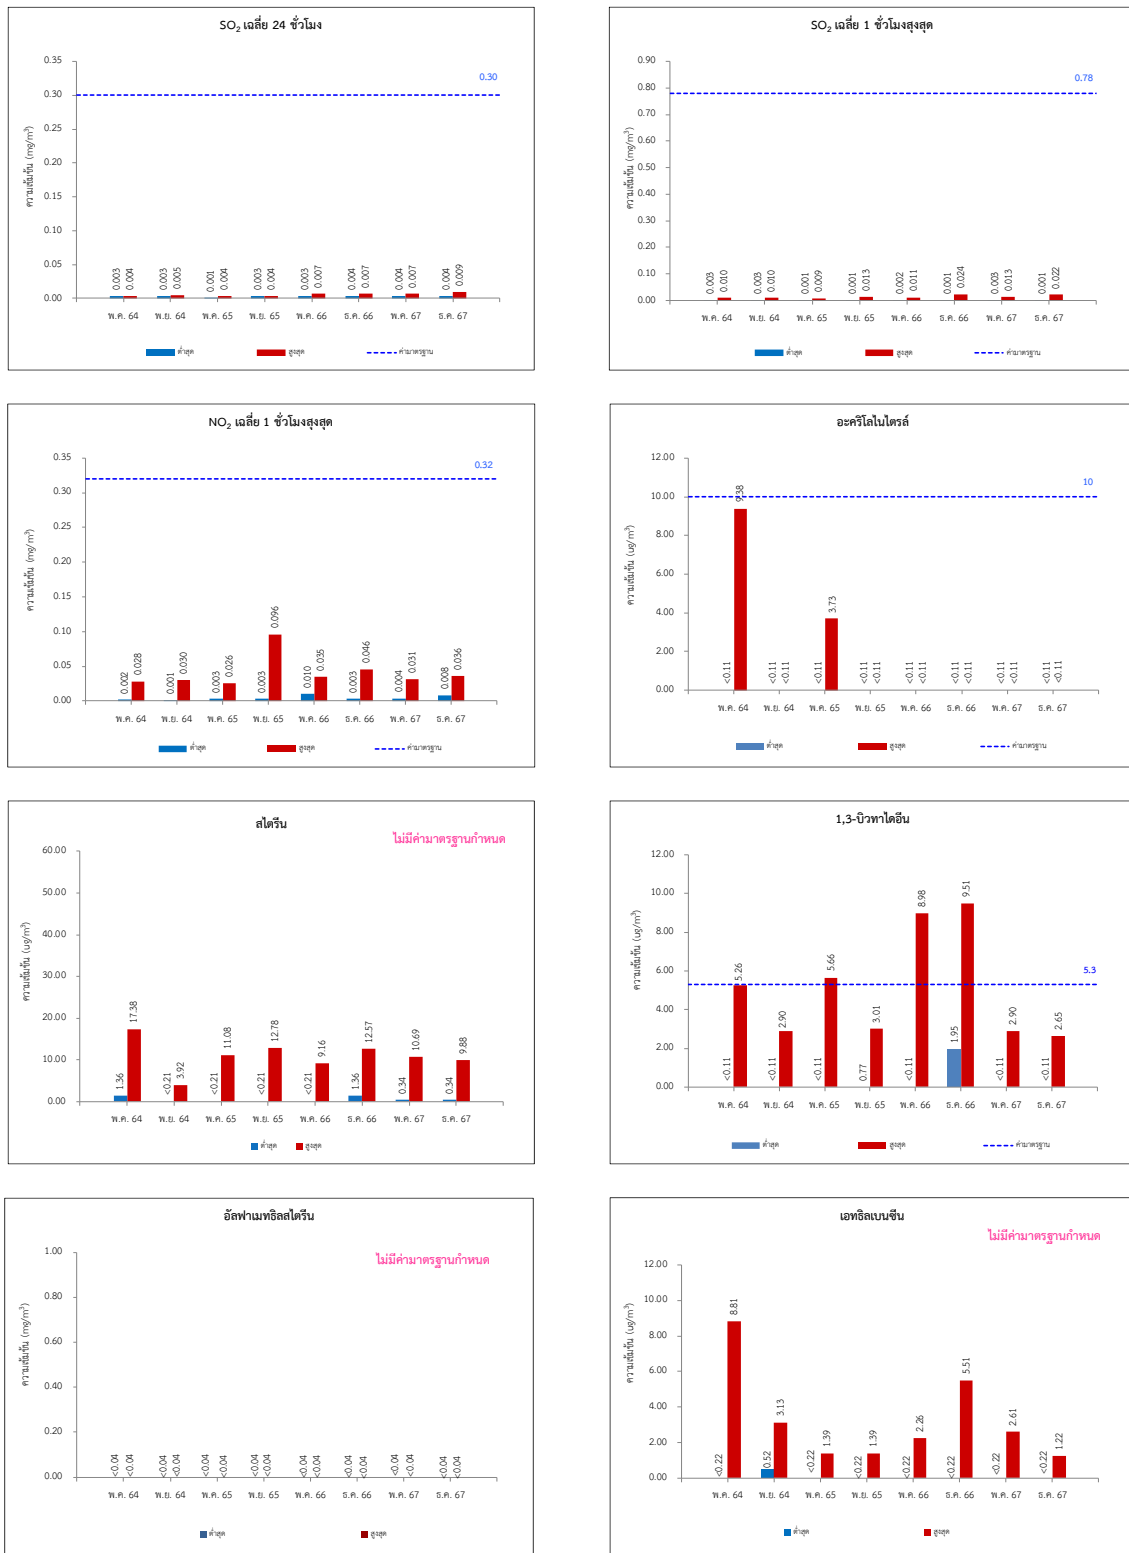 SO₂ เฉลี่ย 24 ชั่วโมง
ความเข้มข้น (mg/m³)
0.35
0.30
0.25
0.20
0.15
0.10
0.05
0.00
0.30
0.003 0.004 0.003 0.005 0.001 0.004 0.003 0.004 0.003 0.007 0.004 0.007 0.004 0.007 0.004 0.009
พ.ค. 64 พ.ย. 64 พ.ค. 65 พ.ย. 65 พ.ค. 66 ธ.ค. 66 พ.ค. 67 ธ.ค. 67
ต่ำสุด สูงสุด ค่ามาตรฐาน
SO₂ เฉลี่ย 1 ชั่วโมงสูงสุด
ความเข้มข้น (mg/m³)
0.90
0.80
0.70
0.60
0.50
0.40
0.30
0.20
0.10
0.00
0.78
0.003 0.010 0.003 0.010 0.001 0.009 0.001 0.013 0.002 0.011 0.001 0.024 0.003 0.013 0.001 0.022
พ.ค. 64 พ.ย. 64 พ.ค. 65 พ.ย. 65 พ.ค. 66 ธ.ค. 66 พ.ค. 67 ธ.ค. 67
ต่ำสุด สูงสุด ค่ามาตรฐาน
NO₂ เฉลี่ย 1 ชั่วโมงสูงสุด
ความเข้มข้น (mg/m³)
0.35
0.30
0.25
0.20
0.15
0.10
0.05
0.00
0.32
0.002 0.028 0.001 0.030 0.003 0.026 0.003 0.096 0.010 0.035 0.003 0.046 0.004 0.031 0.008 0.036
พ.ค. 64 พ.ย. 64 พ.ค. 65 พ.ย. 65 พ.ค. 66 ธ.ค. 66 พ.ค. 67 ธ.ค. 67
ต่ำสุด สูงสุด ค่ามาตรฐาน
อะคริโลไนไตรล์
ความเข้มข้น (ug/m³)
12.00
10.00
8.00
6.00
4.00
2.00
0.00
10
<0.11 9.38 <0.11 <0.11 <0.11 3.73 <0.11 <0.11 <0.11 <0.11 <0.11 <0.11 <0.11 <0.11 <0.11 <0.11
พ.ค. 64 พ.ย. 64 พ.ค. 65 พ.ย. 65 พ.ค. 66 ธ.ค. 66 พ.ค. 67 ธ.ค. 67
ต่ำสุด สูงสุด ค่ามาตรฐาน
สไตรีน
ไม่มีค่ามาตรฐานกำหนด
ความเข้มข้น (ug/m³)
60.00
50.00
40.00
30.00
20.00
10.00
0.00
1.36 17.38 <0.21 3.92 <0.21 11.08 <0.21 12.78 <0.21 9.16 1.36 12.57 0.34 10.69 0.34 9.88
พ.ค. 64 พ.ย. 64 พ.ค. 65 พ.ย. 65 พ.ค. 66 ธ.ค. 66 พ.ค. 67 ธ.ค. 67
ต่ำสุด สูงสุด
1,3-บิวทาไดอีน
ความเข้มข้น (ug/m³)
12.00
10.00
8.00
6.00
4.00
2.00
0.00
5.3
<0.11 5.26 <0.11 2.90 <0.11 5.66 0.77 3.01 <0.11 8.98 1.95 9.51 <0.11 2.90 <0.11 2.65
พ.ค. 64 พ.ย. 64 พ.ค. 65 พ.ย. 65 พ.ค. 66 ธ.ค. 66 พ.ค. 67 ธ.ค. 67
ต่ำสุด สูงสุด ค่ามาตรฐาน
อัลฟาเมทธิลสไตรีน
ไม่มีค่ามาตรฐานกำหนด
ความเข้มข้น (mg/m³)
1.00
0.80
0.60
0.40
0.20
0.00
<0.04 <0.04 <0.04 <0.04 <0.04 <0.04 <0.04 <0.04 <0.04 <0.04 <0.04 <0.04 <0.04 <0.04 <0.04 <0.04
พ.ค. 64 พ.ย. 64 พ.ค. 65 พ.ย. 65 พ.ค. 66 ธ.ค. 66 พ.ค. 67 ธ.ค. 67
ต่ำสุด สูงสุด
เอทธิลเบนซีน
ไม่มีค่ามาตรฐานกำหนด
ความเข้มข้น (ug/m³)
12.00
10.00
8.00
6.00
4.00
2.00
0.00
<0.22 8.81 0.52 3.13 <0.22 1.39 <0.22 1.39 <0.22 2.26 <0.22 5.51 <0.22 2.61 <0.22 1.22
พ.ค. 64 พ.ย. 64 พ.ค. 65 พ.ย. 65 พ.ค. 66 ธ.ค. 66 พ.ค. 67 ธ.ค. 67
ต่ำสุด สูงสุด